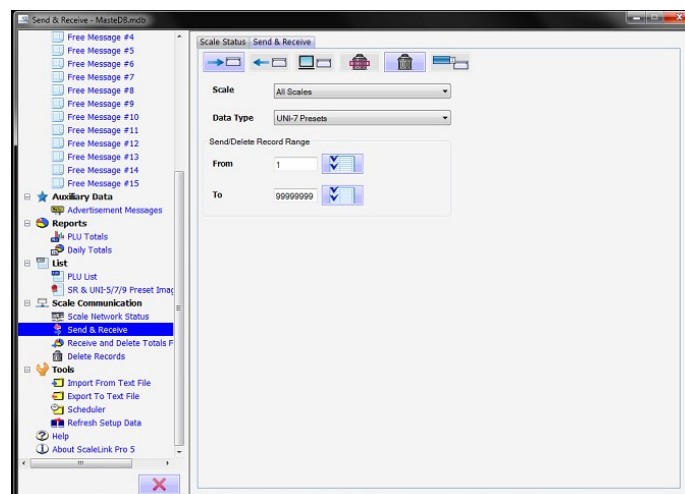 Send & Receive - MasteDB.mdb
Free Message #4
Free Message #5
Free Message #6
Free Message #7
Free Message #8
Free Message #9
Free Message #10
Free Message #11
Free Message #12
Free Message #13
Free Message #14
Free Message #15
Auxiliary Data
Advertisement Messages
Reports
PLU Totals
Daily Totals
List
PLU List
SR & UNI-5/7/9 Preset Imag
Scale Communication
Scale Network Status
Send & Receive
Receive and Delete Totals F
Delete Records
Tools
Import From Text File
Export To Text File
Scheduler
Refresh Setup Data
Help
About ScaleLink Pro 5
Scale Status Send & Receive
Scale All Scales
Data Type UNI-7 Presets
Send/Delete Record Range
From 1
To 99999999